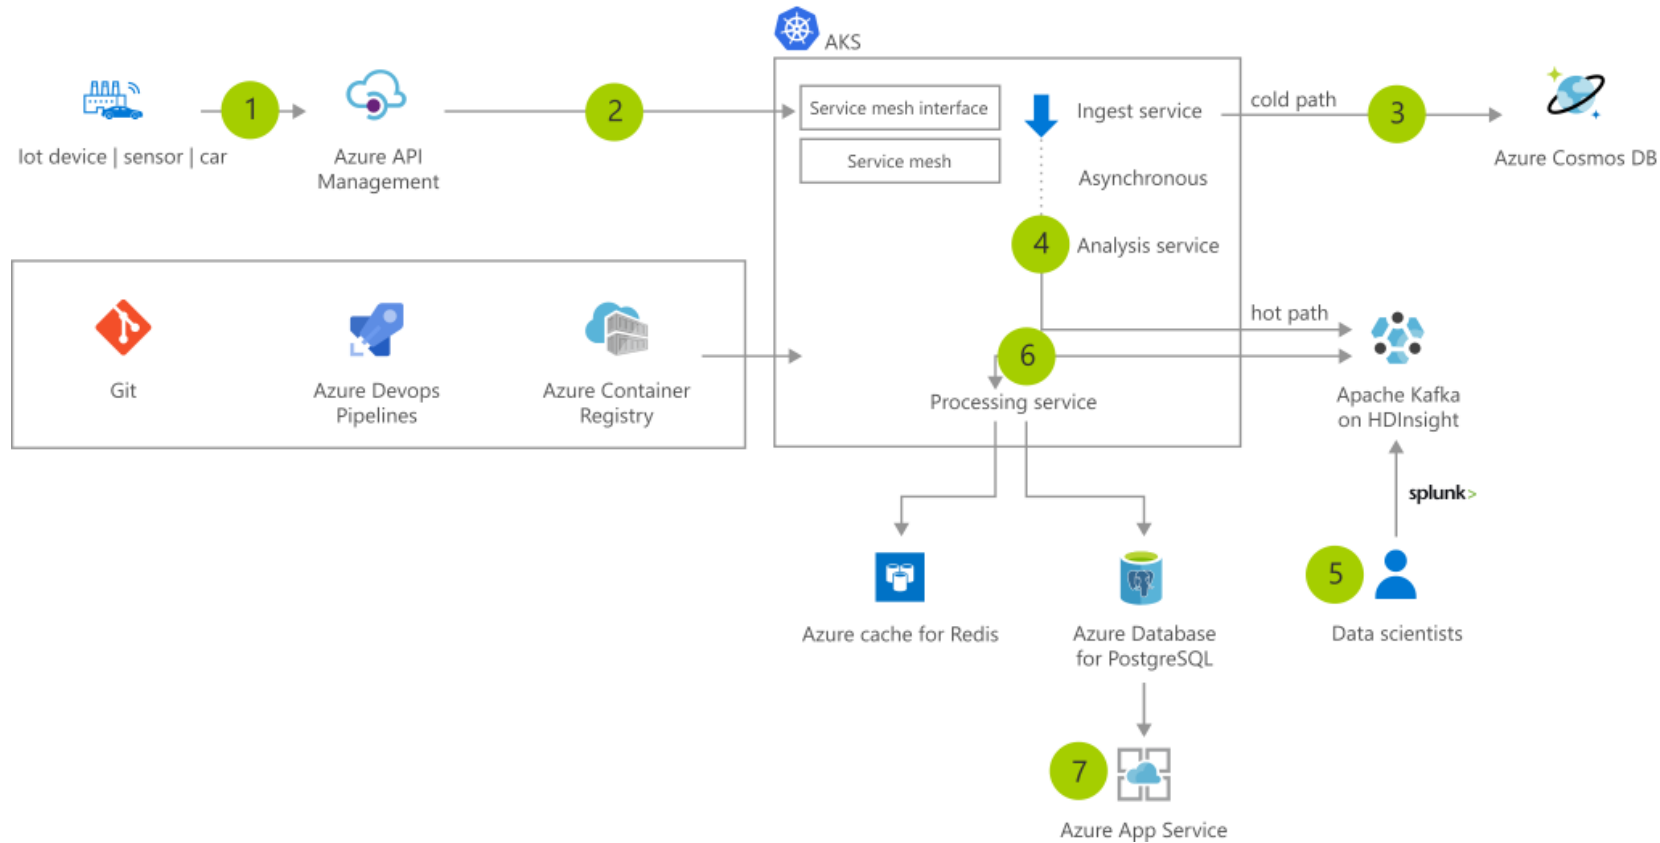 AKS
1
Iot device | sensor | car
Azure API
Management
2
Service mesh interface
Service mesh
Ingest service
Asynchronous
4
Analysis service
cold path
3
Azure Cosmos DB
Git
Azure Devops
Pipelines
Azure Container
Registry
6
Processing service
hot path
Apache Kafka
on HDInsight
splunk>
5
Data scientists
Azure cache for Redis
Azure Database
for PostgreSQL
7
Azure App Service